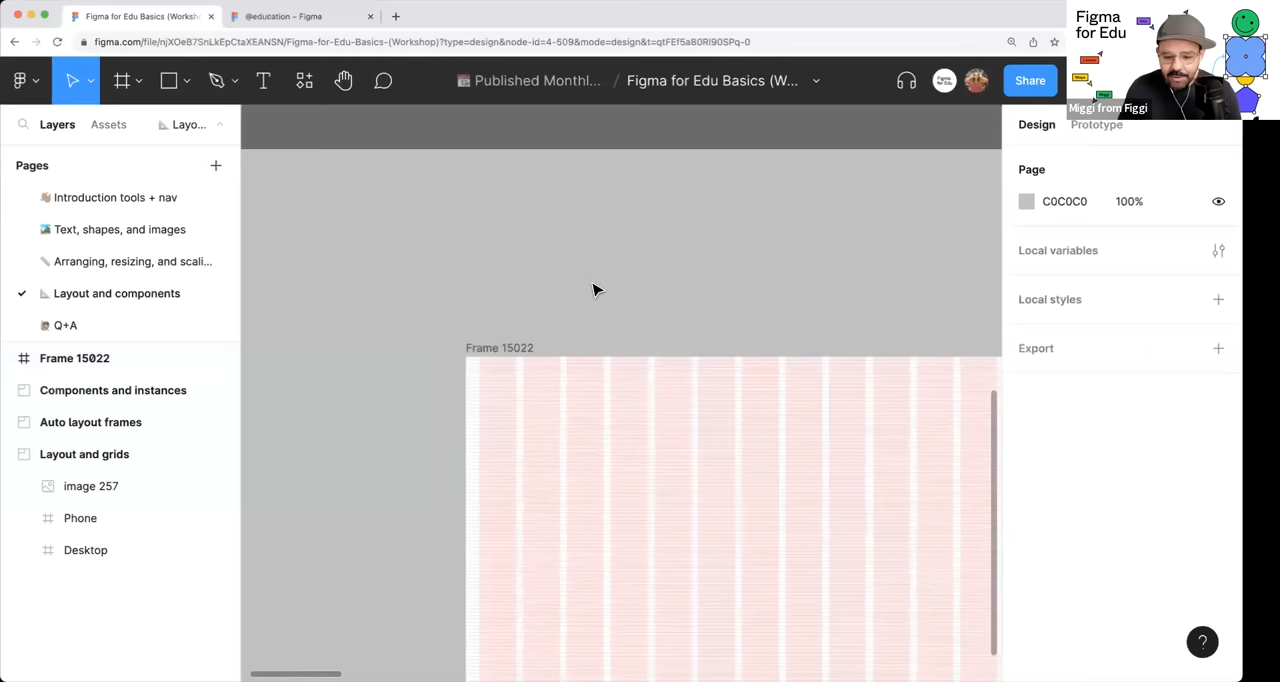 Figma for Edu Basics (Worksho
@education – Figma
figma.com/file/njXOeB7SnLkEpCtaXEANSN/Figma-for-Edu-Basics-(Workshop)?type=design&node-id=4-509&mode=design&t=qtFEf5aB0Rl90SPq-0
Figma
for Edu
Miggi from Figgi
Published Monthl... / Figma for Edu Basics (W...
Share
Layers
Assets
Layo...
Design
Prototype
Pages
Introduction tools + nav
Text, shapes, and images
Arranging, resizing, and scali...
Layout and components
Q+A
Frame 15022
Components and instances
Auto layout frames
Layout and grids
image 257
Phone
Desktop
Frame 15022
Page
C0C0C0
100%
Local variables
Local styles
Export
?